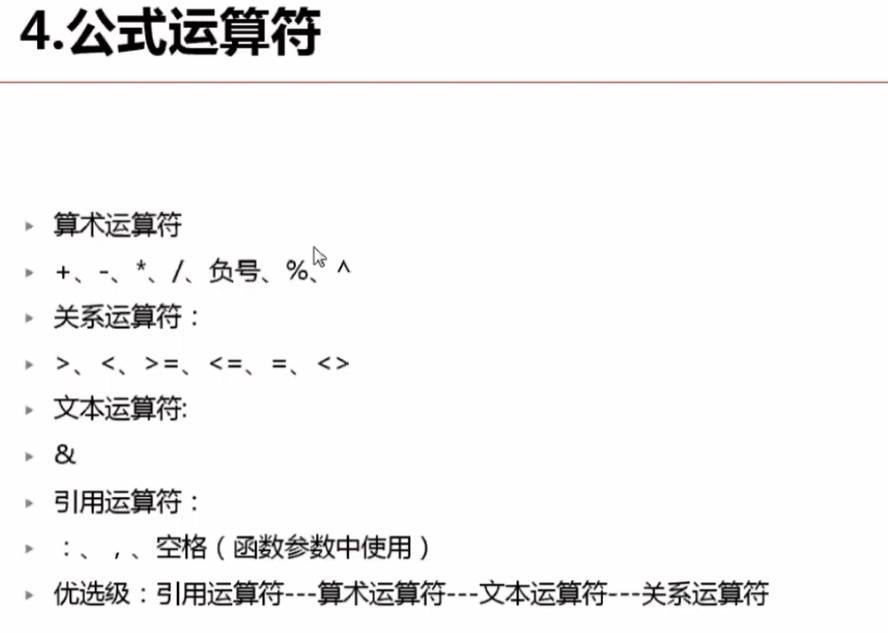 4.公式运算符
算术运算符
+、-、*、/、负号、%、^
关系运算符：
>、<、>=、<=、=、<>
文本运算符:
&
引用运算符：
：、，、空格（函数参数中使用）
优选级：引用运算符---算术运算符---文本运算符---关系运算符